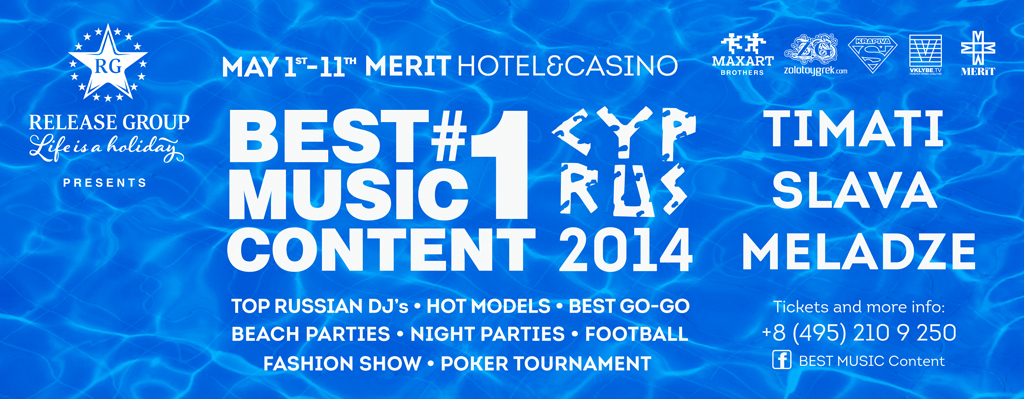 RG
RELEASE GROUP
Life is a holiday
PRESENTS
MAY 1ST-11TH MERIT HOTEL&CASINO
MAXART
BROTHERS
zolotoygrek.com
KRAPIVA
VKLYBE.TV
MERiT
BEST #1
MUSIC
CONTENT
CYP
RUS
2014
TIMATI
SLAVA
MELADZE
TOP RUSSIAN DJ's • HOT MODELS • BEST GO-GO
BEACH PARTIES • NIGHT PARTIES • FOOTBALL
FASHION SHOW • POKER TOURNAMENT
Tickets and more info:
+8 (495) 210 9 250
f BEST MUSIC Content